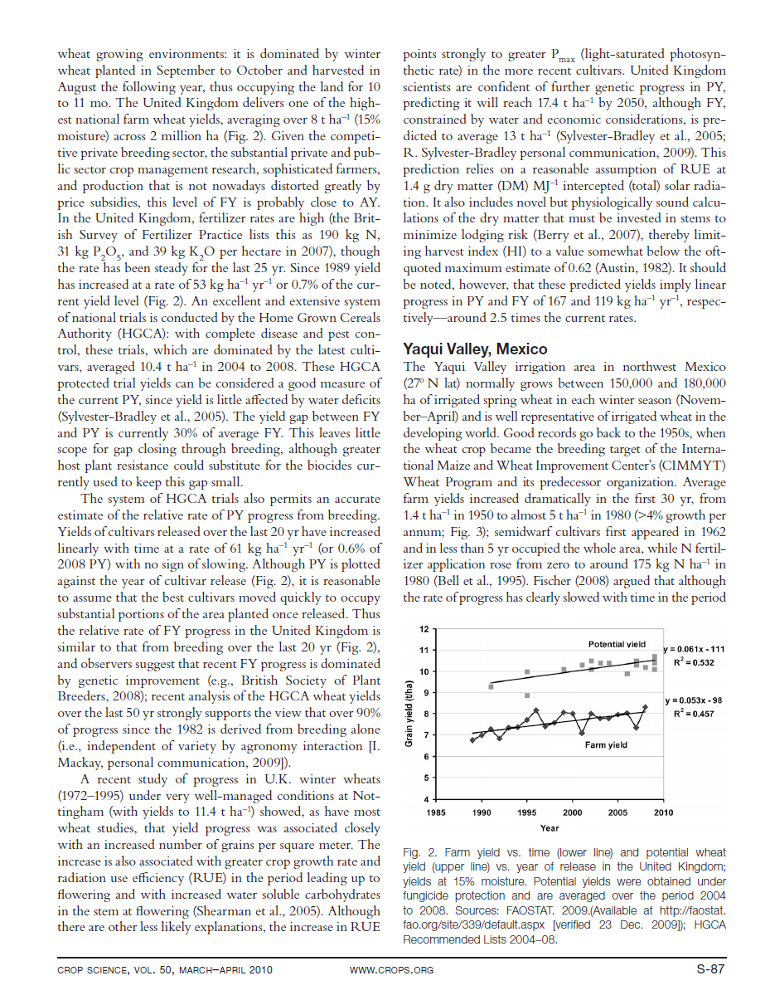 wheat growing environments: it is dominated by winter
wheat planted in September to October and harvested in
August the following year, thus occupying the land for 10
to 11 mo. The United Kingdom delivers one of the high-
est national farm wheat yields, averaging over 8 t ha⁻¹ (15%
moisture) across 2 million ha (Fig. 2). Given the competi-
tive private breeding sector, the substantial private and pub-
lic sector crop management research, sophisticated farmers,
and production that is not nowadays distorted greatly by
price subsidies, this level of FY is probably close to AY.
In the United Kingdom, fertilizer rates are high (the Brit-
ish Survey of Fertilizer Practice lists this as 190 kg N,
31 kg P₂O₅, and 39 kg K₂O per hectare in 2007), though
the rate has been steady for the last 25 yr. Since 1989 yield
has increased at a rate of 53 kg ha⁻¹ yr⁻¹ or 0.7% of the cur-
rent yield level (Fig. 2). An excellent and extensive system
of national trials is conducted by the Home Grown Cereals
Authority (HGCA): with complete disease and pest con-
trol, these trials, which are dominated by the latest culti-
vars, averaged 10.4 t ha⁻¹ in 2004 to 2008. These HGCA
protected trial yields can be considered a good measure of
the current PY, since yield is little affected by water deficits
(Sylvester-Bradley et al., 2005). The yield gap between FY
and PY is currently 30% of average FY. This leaves little
scope for gap closing through breeding, although greater
host plant resistance could substitute for the biocides cur-
rently used to keep this gap small.
The system of HGCA trials also permits an accurate
estimate of the relative rate of PY progress from breeding.
Yields of cultivars released over the last 20 yr have increased
linearly with time at a rate of 61 kg ha⁻¹ yr⁻¹ (or 0.6% of
2008 PY) with no sign of slowing. Although PY is plotted
against the year of cultivar release (Fig. 2), it is reasonable
to assume that the best cultivars moved quickly to occupy
substantial portions of the area planted once released. Thus
the relative rate of FY progress in the United Kingdom is
similar to that from breeding over the last 20 yr (Fig. 2),
and observers suggest that recent FY progress is dominated
by genetic improvement (e.g., British Society of Plant
Breeders, 2008); recent analysis of the HGCA wheat yields
over the last 50 yr strongly supports the view that over 90%
of progress since the 1982 is derived from breeding alone
(i.e., independent of variety by agronomy interaction [I.
Mackay, personal communication, 2009]).
A recent study of progress in U.K. winter wheats
(1972–1995) under very well-managed conditions at Not-
tingham (with yields to 11.4 t ha⁻¹) showed, as have most
wheat studies, that yield progress was associated closely
with an increased number of grains per square meter. The
increase is also associated with greater crop growth rate and
radiation use efficiency (RUE) in the period leading up to
flowering and with increased water soluble carbohydrates
in the stem at flowering (Shearman et al., 2005). Although
there are other less likely explanations, the increase in RUE
points strongly to greater Pmax (light-saturated photosyn-
thetic rate) in the more recent cultivars. United Kingdom
scientists are confident of further genetic progress in PY,
predicting it will reach 17.4 t ha⁻¹ by 2050, although FY,
constrained by water and economic considerations, is pre-
dicted to average 13 t ha⁻¹ (Sylvester-Bradley et al., 2005;
R. Sylvester-Bradley personal communication, 2009). This
prediction relies on a reasonable assumption of RUE at
1.4 g dry matter (DM) MJ⁻¹ intercepted (total) solar radia-
tion. It also includes novel but physiologically sound calcu-
lations of the dry matter that must be invested in stems to
minimize lodging risk (Berry et al., 2007), thereby limit-
ing harvest index (HI) to a value somewhat below the oft-
quoted maximum estimate of 0.62 (Austin, 1982). It should
be noted, however, that these predicted yields imply linear
progress in PY and FY of 167 and 119 kg ha⁻¹ yr⁻¹, respec-
tively—around 2.5 times the current rates.
Yaqui Valley, Mexico
The Yaqui Valley irrigation area in northwest Mexico
(27° N lat) normally grows between 150,000 and 180,000
ha of irrigated spring wheat in each winter season (Novem-
ber–April) and is well representative of irrigated wheat in the
developing world. Good records go back to the 1950s, when
the wheat crop became the breeding target of the Interna-
tional Maize and Wheat Improvement Center's (CIMMYT)
Wheat Program and its predecessor organization. Average
farm yields increased dramatically in the first 30 yr, from
1.4 t ha⁻¹ in 1950 to almost 5 t ha⁻¹ in 1980 (>4% growth per
annum; Fig. 3); semidwarf cultivars first appeared in 1962
and in less than 5 yr occupied the whole area, while N fertil-
izer application rose from zero to around 175 kg N ha⁻¹ in
1980 (Bell et al., 1995). Fischer (2008) argued that although
the rate of progress has clearly slowed with time in the period
12
11
10
9
8
7
6
5
4
Grain yield (t/ha)
Potential yield
y = 0.061x - 111
R² = 0.532
y = 0.053x - 98
R² = 0.457
Farm yield
1985 1990 1995 2000 2005 2010
Year
Fig. 2. Farm yield vs. time (lower line) and potential wheat
yield (upper line) vs. year of release in the United Kingdom;
yields at 15% moisture. Potential yields were obtained under
fungicide protection and are averaged over the period 2004
to 2008. Sources: FAOSTAT. 2009.(Available at http://faostat.
fao.org/site/339/default.aspx [verified 23 Dec. 2009]); HGCA
Recommended Lists 2004–08.
CROP SCIENCE, VOL. 50, MARCH–APRIL 2010 WWW.CROPS.ORG S-87